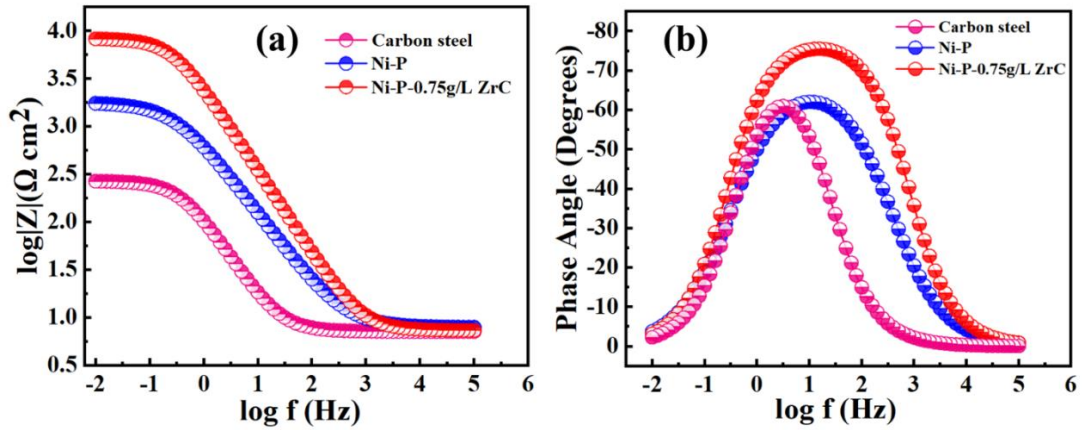 (a)
Carbon steel
Ni-P
Ni-P-0.75g/L ZrC
4.0
3.5
3.0
2.5
2.0
1.5
1.0
0.5
log|Z|(Ω cm²)
-2 -1 0 1 2 3 4 5 6
log f (Hz)
(b)
Carbon steel
Ni-P
Ni-P-0.75g/L ZrC
-80
-70
-60
-50
-40
-30
-20
-10
0
Phase Angle (Degrees)
-2 -1 0 1 2 3 4 5 6
log f (Hz)